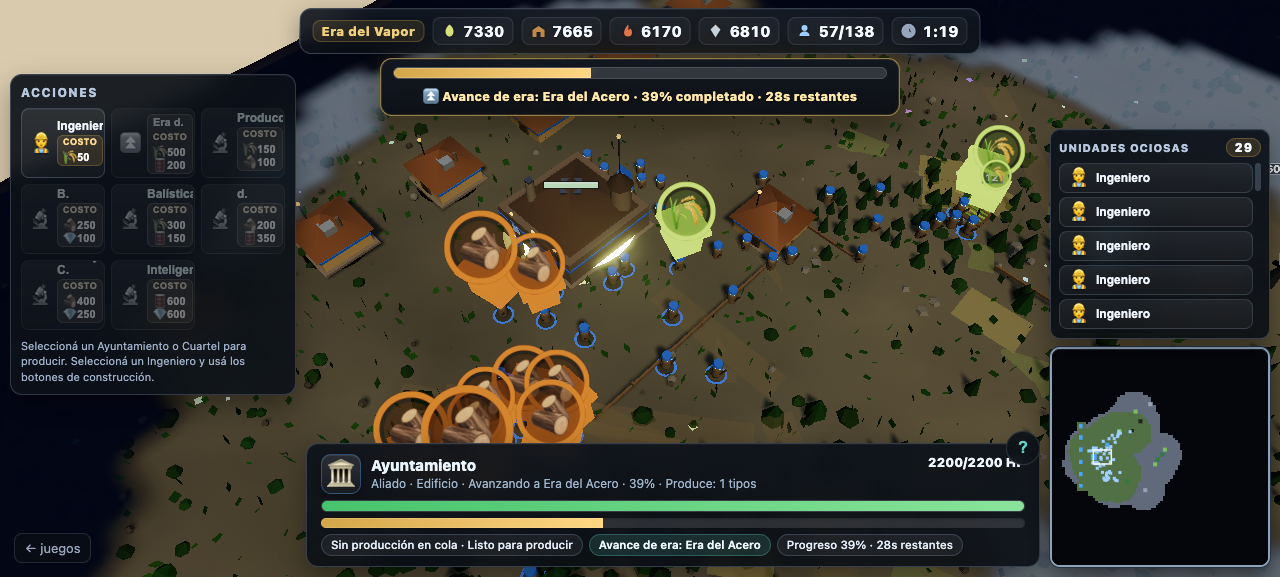 Era del Vapor
7330
7665
6170
6810
57/138
1:19
Avance de era: Era del Acero · 39% completado · 28s restantes
ACCIONES
Ingenier
COSTO
50
Era d.
COSTO
500
200
Producc
COSTO
150
100
B.
COSTO
250
100
Balística
COSTO
300
150
d.
COSTO
200
350
C.
COSTO
400
250
Inteligen
COSTO
600
600
Seleccioná un Ayuntamiento o Cuartel para
producir. Seleccioná un Ingeniero y usá los
botones de construcción.
UNIDADES OCIOSAS
29
Ingeniero
Ingeniero
Ingeniero
Ingeniero
Ingeniero
?
Ayuntamiento
2200/2200
Aliado · Edificio · Avanzando a Era del Acero · 39% · Produce: 1 tipos
Sin producción en cola · Listo para producir
Avance de era: Era del Acero
Progreso 39% · 28s restantes
← juegos